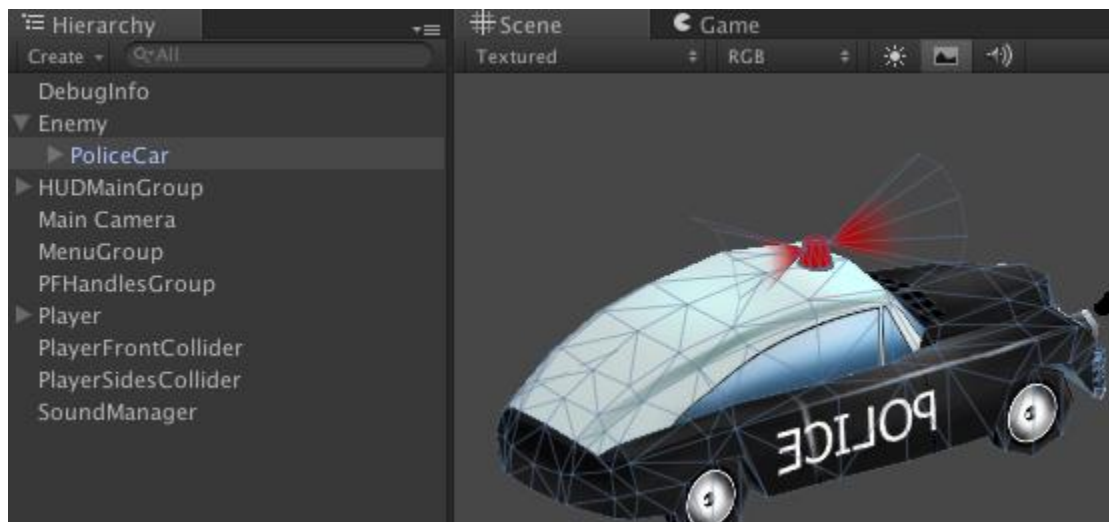 Hierarchy
Create All
DebugInfo
Enemy
PoliceCar
HUDMainGroup
Main Camera
MenuGroup
PFHandlesGroup
Player
PlayerFrontCollider
PlayerSidesCollider
SoundManager
Scene Game
Textured RGB
POLICE